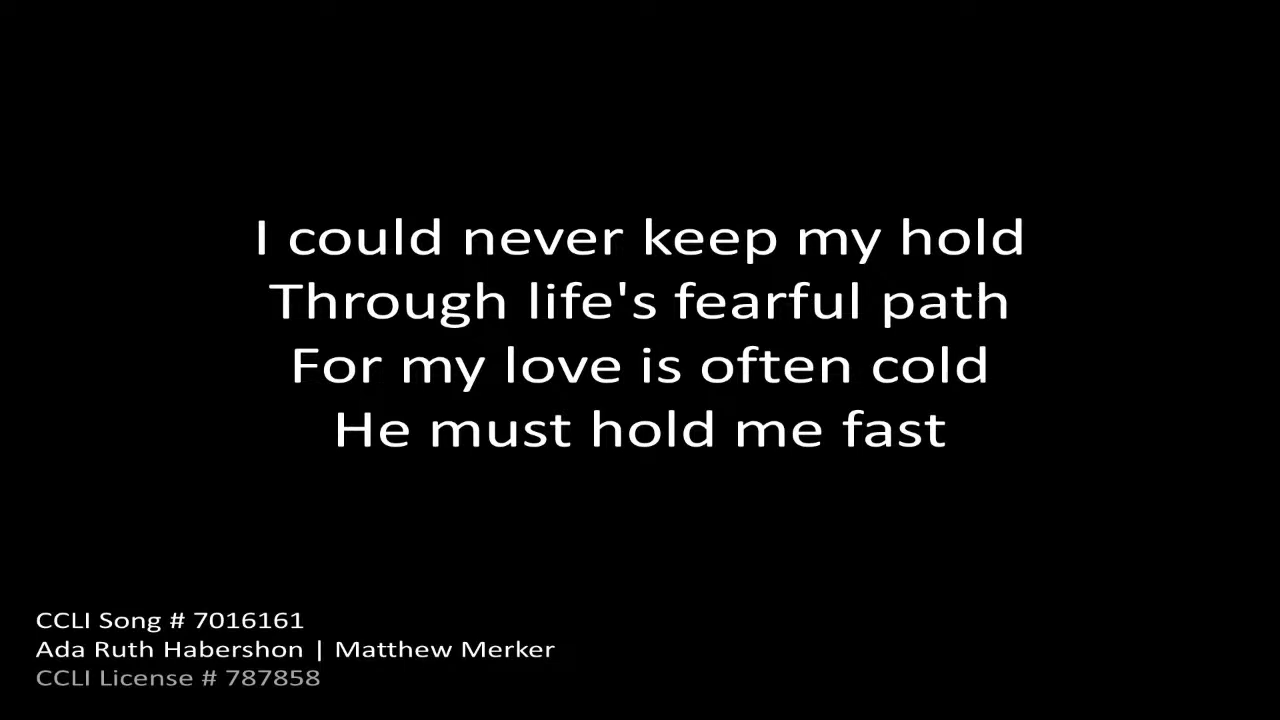 I could never keep my hold
Through life's fearful path
For my love is often cold
He must hold me fast
CCLI Song # 7016161
Ada Ruth Habershon | Matthew Merker
CCLI License # 787858